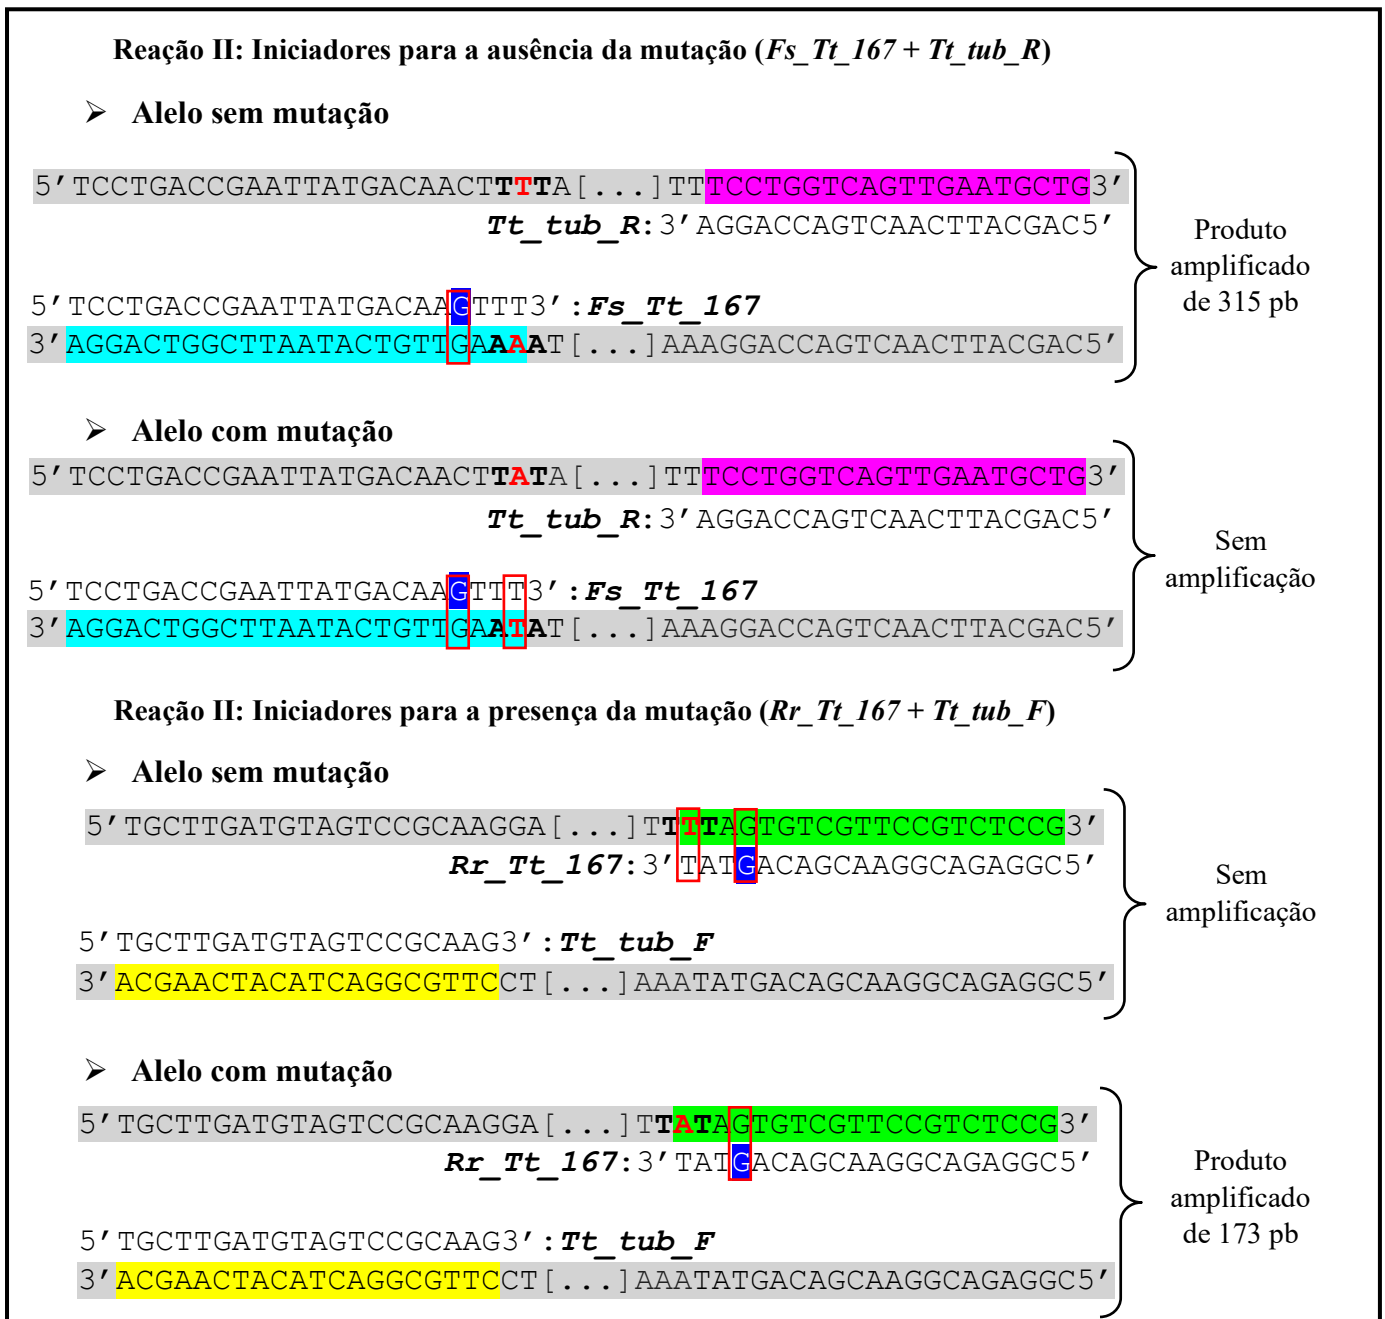 Reação II: Iniciadores para a ausência da mutação (Fs_Tt_167 + Tt_tub_R)
➢ Alelo sem mutação
5’TCCTGACCGAATTATGACAACTTTTA[...]TTTCCTGGTCAGTTGAATGCTG3’
Tt_tub_R:3’AGGACCAGTCAACTTACGAC5’
5’TCCTGACCGAATTATGACAAGTTT3’:Fs_Tt_167
3’AGGACTGGCTTAATACTGTTGAAAAT[...]AAAGGACCAGTCAACTTACGAC5’
Produto
amplificado
de 315 pb
➢ Alelo com mutação
5’TCCTGACCGAATTATGACAACTTATA[...]TTTCCTGGTCAGTTGAATGCTG3’
Tt_tub_R:3’AGGACCAGTCAACTTACGAC5’
5’TCCTGACCGAATTATGACAAGTTT3’:Fs_Tt_167
3’AGGACTGGCTTAATACTGTTGAATAT[...]AAAGGACCAGTCAACTTACGAC5’
Sem
amplificação
Reação II: Iniciadores para a presença da mutação (Rr_Tt_167 + Tt_tub_F)
➢ Alelo sem mutação
5’TGCTTGATGTAGTCCGCAAGGA[...]TTTTAGTGTCGTTCCGTCTCCG3’
Rr_Tt_167:3’TATGACAGCAAGGCAGAGGC5’
5’TGCTTGATGTAGTCCGCAAG3’:Tt_tub_F
3’ACGAACTACATCAGGCGTTCCT[...]AAATATGACAGCAAGGCAGAGGC5’
Sem
amplificação
➢ Alelo com mutação
5’TGCTTGATGTAGTCCGCAAGGA[...]TTATAGTGTCGTTCCGTCTCCG3’
Rr_Tt_167:3’TATGACAGCAAGGCAGAGGC5’
5’TGCTTGATGTAGTCCGCAAG3’:Tt_tub_F
3’ACGAACTACATCAGGCGTTCCT[...]AAATATGACAGCAAGGCAGAGGC5’
Produto
amplificado
de 173 pb